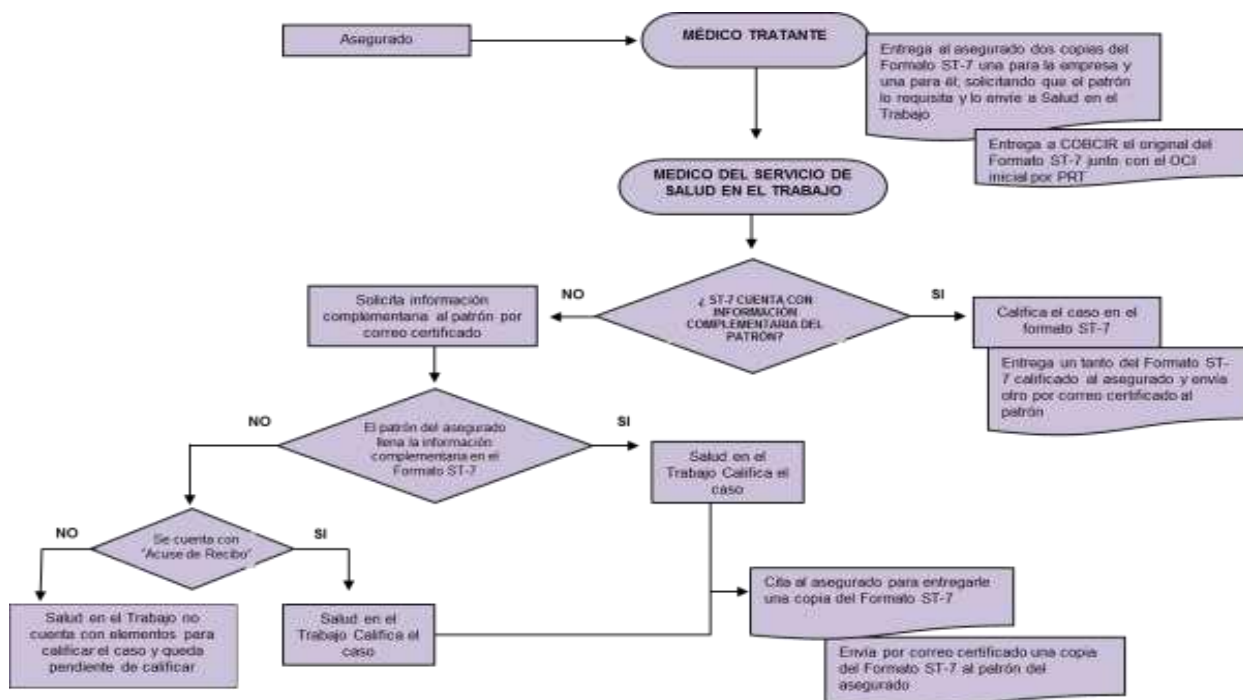 Asegurado
MÉDICO TRATANTE
Entrega al asegurado dos copias del
Formato ST-7 una para la empresa y
una para él; solicitando que el patrón
lo requisita y lo envíe a Salud en el
Trabajo
Entrega a COBCIR el original del
Formato ST-7 junto con el OCI
inicial por PRT
MEDICO DEL SERVICIO DE
SALUD EN EL TRABAJO
¿ ST-7 CUENTA CON
INFORMACIÓN
COMPLEMENTARIA DEL
PATRÓN?
NO
SI
Solicita información
complementaria al patrón por
correo certificado
Califica el caso en el
formato ST-7
Entrega un tanto del Formato ST-
7 calificado al asegurado y envía
otro por correo certificado al
patrón
El patrón del asegurado
llena la información
complementaria en el
Formato ST-7
NO
SI
Salud en el
Trabajo Califica el
caso
Se cuenta con
"Acuse de Recibo"
NO
SI
Salud en el Trabajo no
cuenta con elementos para
calificar el caso y queda
pendiente de calificar
Salud en el
Trabajo Califica el
caso
Cita al asegurado para entregarle
una copia del Formato ST-7
Envía por correo certificado una copia
del Formato ST-7 al patrón del
asegurado